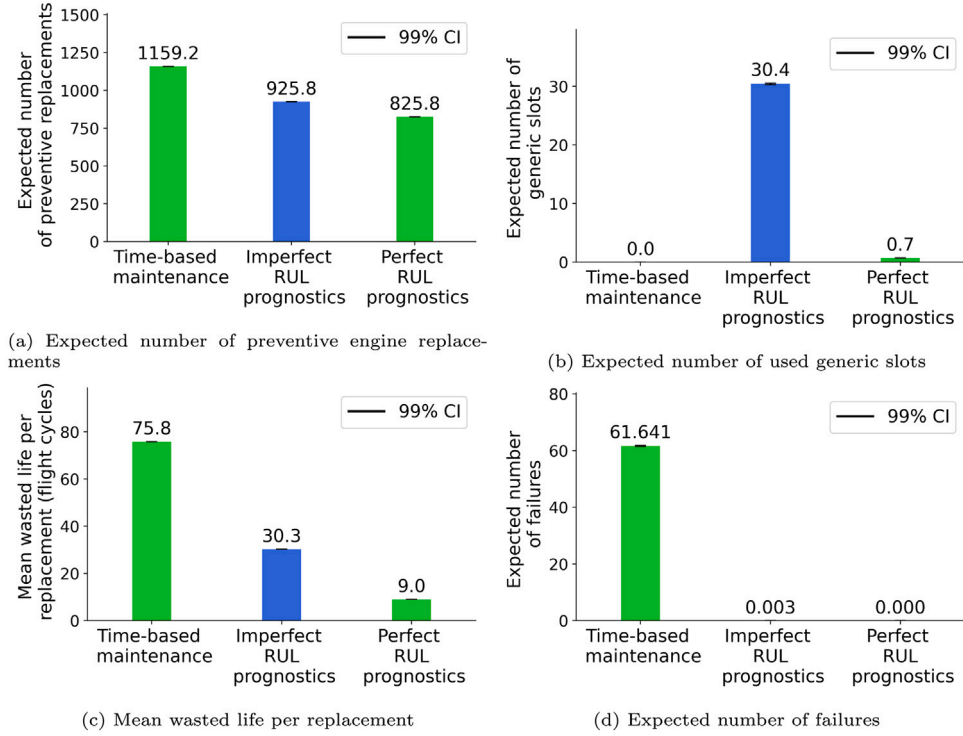 Expected number
of preventive replacements
1500
1250
1000
750
500
250
0
99% CI
1159.2
925.8
825.8
Time-based
maintenance
Imperfect
RUL
prognostics
Perfect
RUL
prognostics
(a) Expected number of preventive engine replace-
ments
Expected number of
generic slots
30
20
10
0
99% CI
0.0
30.4
0.7
Time-based
maintenance
Imperfect
RUL
prognostics
Perfect
RUL
prognostics
(b) Expected number of used generic slots
Mean wasted life per
replacement (flight cycles)
80
60
40
20
0
99% CI
75.8
30.3
9.0
Time-based
maintenance
Imperfect
RUL
prognostics
Perfect
RUL
prognostics
(c) Mean wasted life per replacement
Expected number
of failures
80
60
40
20
0
99% CI
61.641
0.003
0.000
Time-based
maintenance
Imperfect
RUL
prognostics
Perfect
RUL
prognostics
(d) Expected number of failures